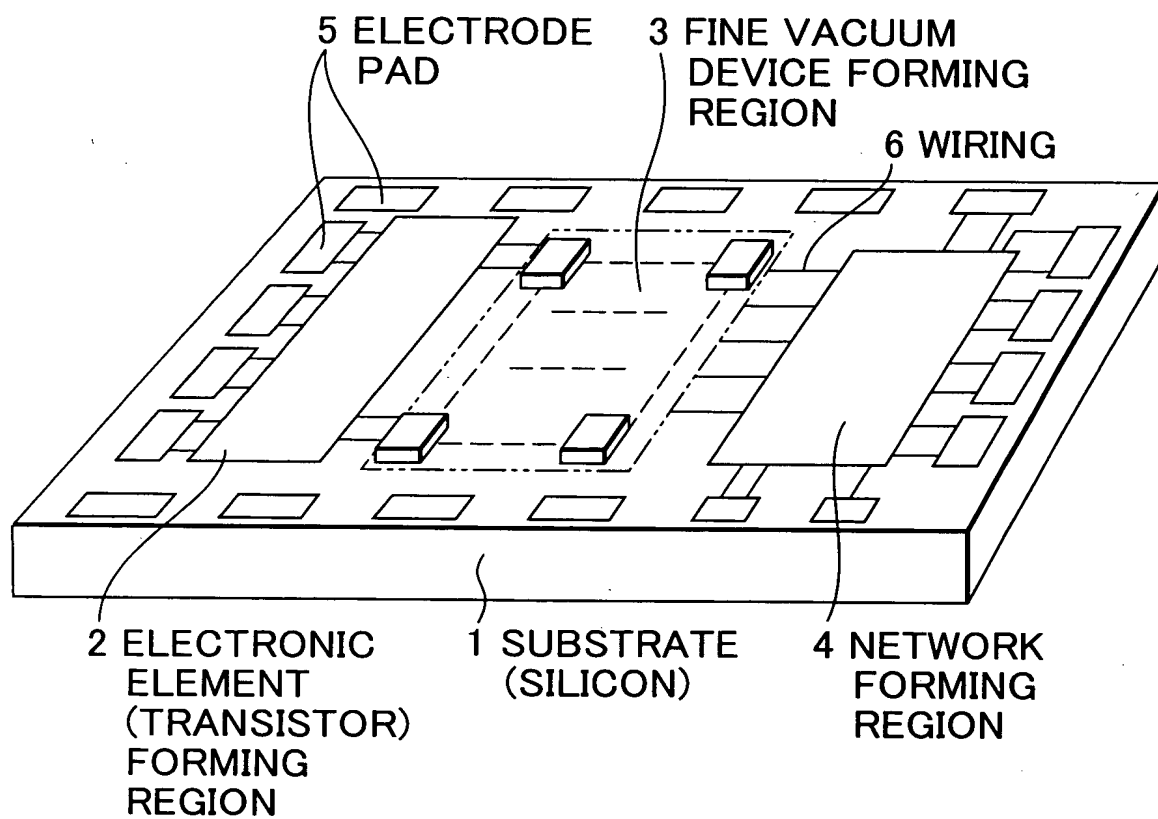 5 ELECTRODE
PAD
3 FINE VACUUM
DEVICE FORMING
REGION
6 WIRING
2 ELECTRONIC
ELEMENT
(TRANSISTOR)
FORMING
REGION
1 SUBSTRATE
(SILICON)
4 NETWORK
FORMING
REGION